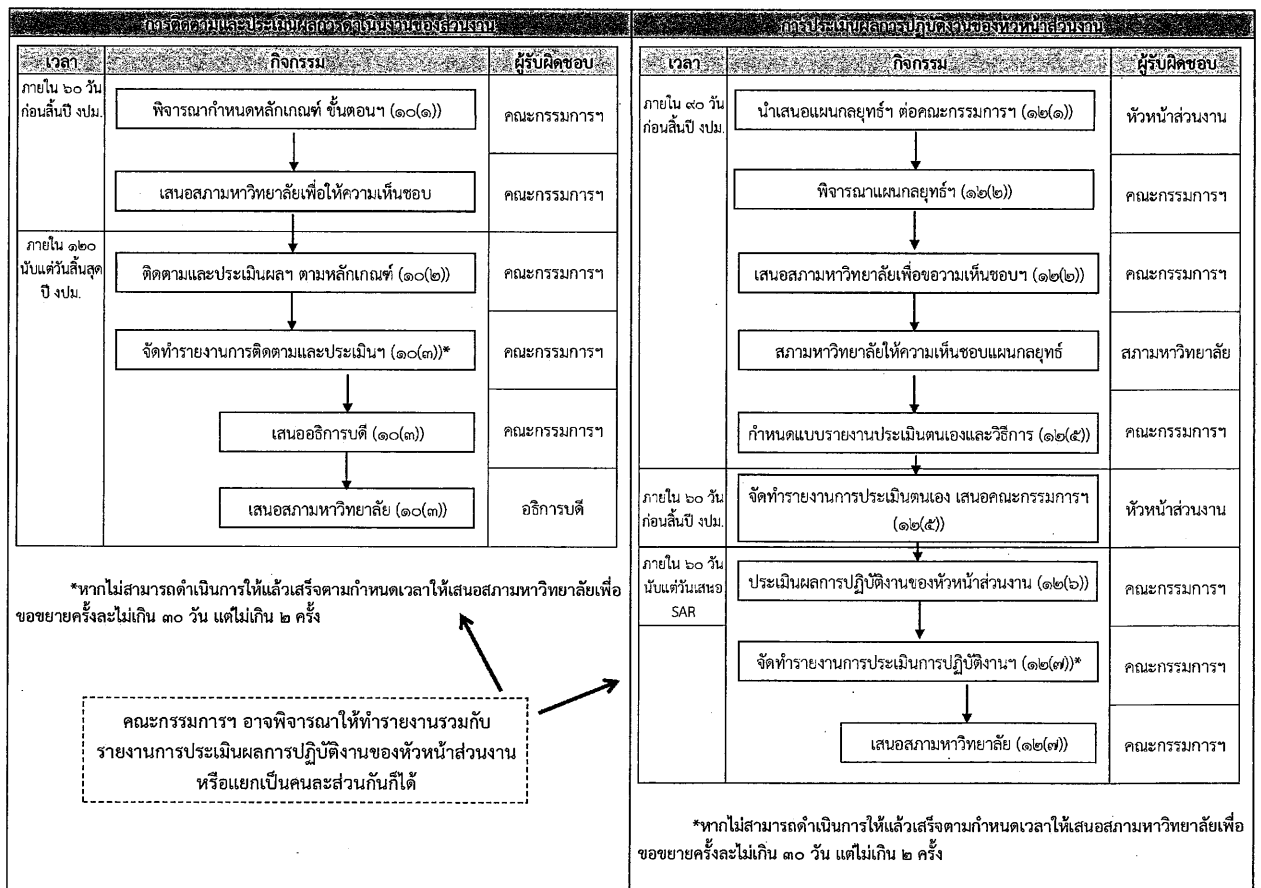 การติดตามและประเมินผลการดำเนินงานของส่วนงาน
เวลา กิจกรรม ผู้รับผิดชอบ
ภายใน ๖๐ วัน
ก่อนสิ้นปี งปม.
พิจารณากำหนดหลักเกณฑ์ ขั้นตอนฯ (๑๐(๑))
คณะกรรมการฯ
เสนอสภามหาวิทยาลัยเพื่อให้ความเห็นชอบ
คณะกรรมการฯ
ภายใน ๑๒๐
นับแต่วันสิ้นสุด
ปี งปม.
ติดตามและประเมินผลฯ ตามหลักเกณฑ์ (๑๐(๒))
คณะกรรมการฯ
จัดทำรายงานการติดตามและประเมินฯ (๑๐(๓))*
คณะกรรมการฯ
เสนออธิการบดี (๑๐(๓))
คณะกรรมการฯ
เสนอสภามหาวิทยาลัย (๑๐(๓))
อธิการบดี
*หากไม่สามารถดำเนินการให้แล้วเสร็จตามกำหนดเวลาให้เสนอสภามหาวิทยาลัยเพื่อ
ขอขยายครั้งละไม่เกิน ๓๐ วัน แต่ไม่เกิน ๒ ครั้ง
คณะกรรมการฯ อาจพิจารณาให้ทำรายงานรวมกับ
รายงานการประเมินผลการปฏิบัติงานของหัวหน้าส่วนงาน
หรือแยกเป็นคนละส่วนกันก็ได้
การประเมินผลการปฏิบัติงานของหัวหน้าส่วนงาน
เวลา กิจกรรม ผู้รับผิดชอบ
ภายใน ๙๐ วัน
ก่อนสิ้นปี งปม.
นำเสนอแผนกลยุทธ์ฯ ต่อคณะกรรมการฯ (๑๒(๑))
หัวหน้าส่วนงาน
พิจารณาแผนกลยุทธ์ฯ (๑๒(๒))
คณะกรรมการฯ
เสนอสภามหาวิทยาลัยเพื่อขอวามเห็นชอบฯ (๑๒(๒))
คณะกรรมการฯ
สภามหาวิทยาลัยให้ความเห็นชอบแผนกลยุทธ์
สภามหาวิทยาลัย
กำหนดแบบรายงานประเมินตนเองและวิธีการ (๑๒(๕))
คณะกรรมการฯ
ภายใน ๖๐ วัน
ก่อนสิ้นปี งปม.
จัดทำรายงานการประเมินตนเอง เสนอคณะกรรมการฯ
(๑๒(๕))
หัวหน้าส่วนงาน
ภายใน ๖๐ วัน
นับแต่วันเสนอ
SAR
ประเมินผลการปฏิบัติงานของหัวหน้าส่วนงาน (๑๒(๖))
คณะกรรมการฯ
จัดทำรายงานการประเมินการปฏิบัติงานฯ (๑๒(๗))*
คณะกรรมการฯ
เสนอสภามหาวิทยาลัย (๑๒(๗))
คณะกรรมการฯ
*หากไม่สามารถดำเนินการให้แล้วเสร็จตามกำหนดเวลาให้เสนอสภามหาวิทยาลัยเพื่อ
ขอขยายครั้งละไม่เกิน ๓๐ วัน แต่ไม่เกิน ๒ ครั้ง